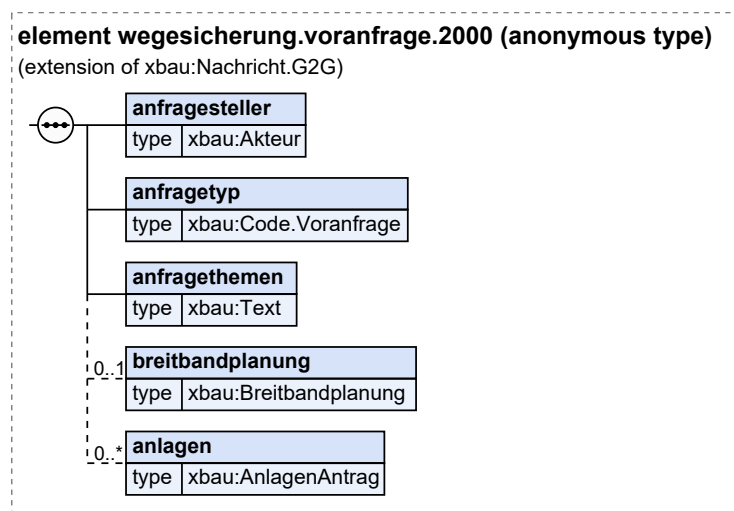 element wegesicherung.voranfrage.2000 (anonymous type)
(extension of xbau:Nachricht.G2G)
anfragesteller
type xbau:Akteur
anfragetyp
type xbau:Code.Voranfrage
anfragethemen
type xbau:Text
0..1 breitbandplanung
type xbau:Breitbandplanung
0..* anlagen
type xbau:AnlagenAntrag